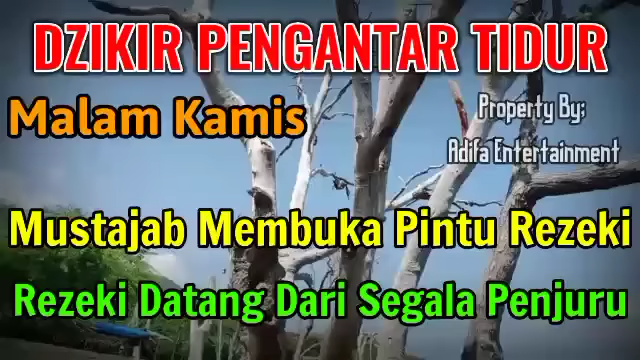 DZIKIR PENGANTAR TIDUR
Malam Kamis
Property By;
Adifa Entertainment
Mustajab Membuka Pintu Rezeki
Rezeki Datang Dari Segala Penjuru